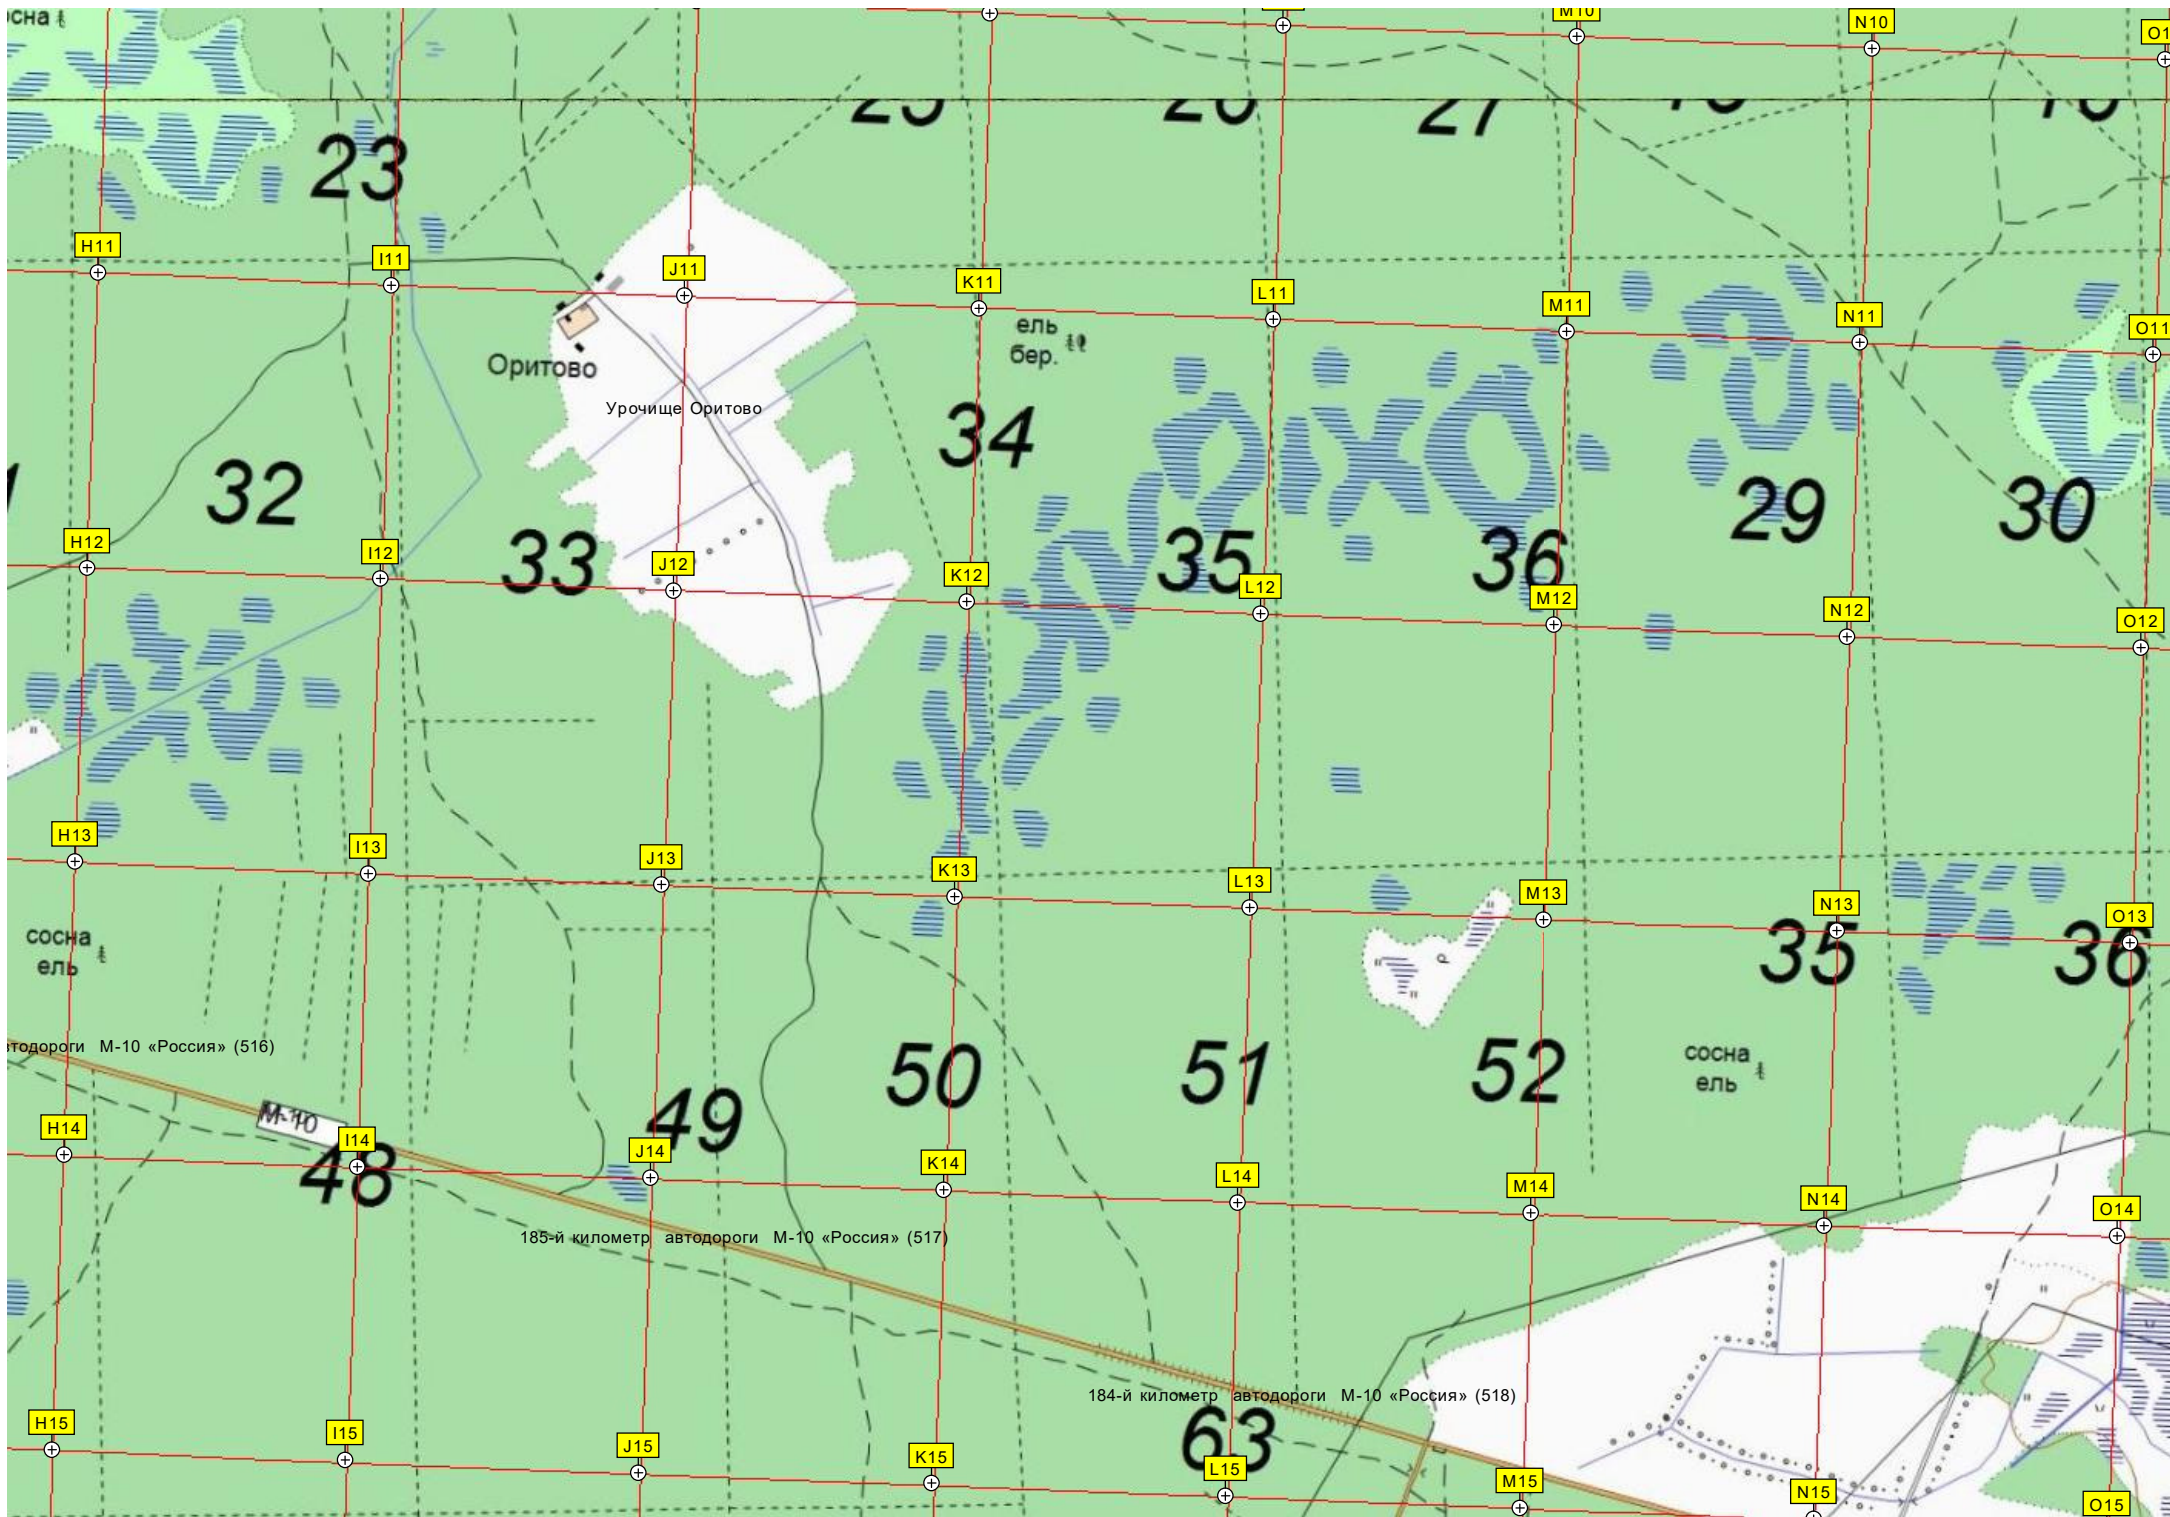 M10
N10
23
H11
I11
J11
K11
L11
M11
N11
O11
ель
бер.
Оритово
Урочище Оритово
34
32
33
35
36
29
30
H12
I12
J12
K12
L12
M12
N12
O12
H13
I13
J13
K13
L13
M13
N13
O13
35
36
сосна
ель
М-10 «Россия» (516)
50
51
52
сосна
ель
М-10
49
48
H14
I14
J14
K14
L14
M14
N14
O14
185-й километр автодороги М-10 «Россия» (517)
184-й километр автодороги М-10 «Россия» (518)
63
H15
I15
J15
K15
L15
M15
N15
O15